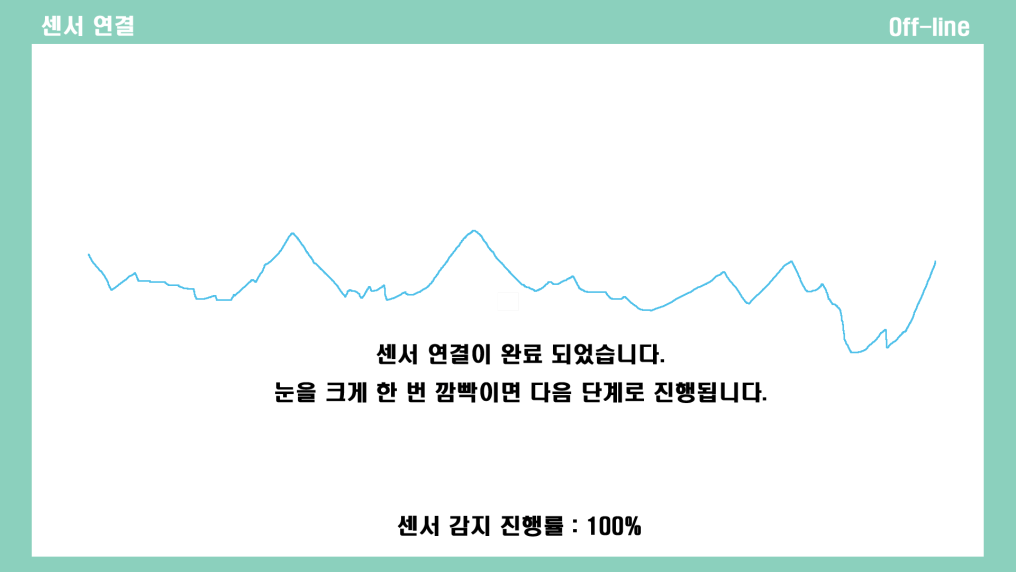 센서 연결
Off-line
센서 연결이 완료 되었습니다.
눈을 크게 한 번 깜빡이면 다음 단계로 진행됩니다.
센서 감지 진행률 : 100%